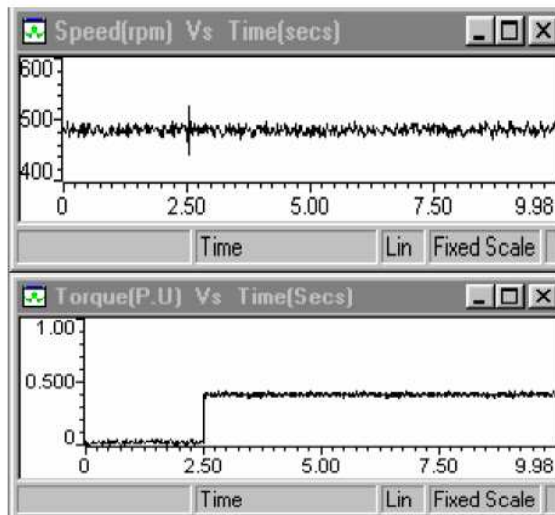 Speed(rpm) Vs Time(secs)
600
500
400
0 2.50 5.00 7.50 9.98
Time Lin Fixed Scale
Torque(P.U) Vs Time(Secs)
1.00
0.500
0
0 2.50 5.00 7.50 9.98
Time Lin Fixed Scale